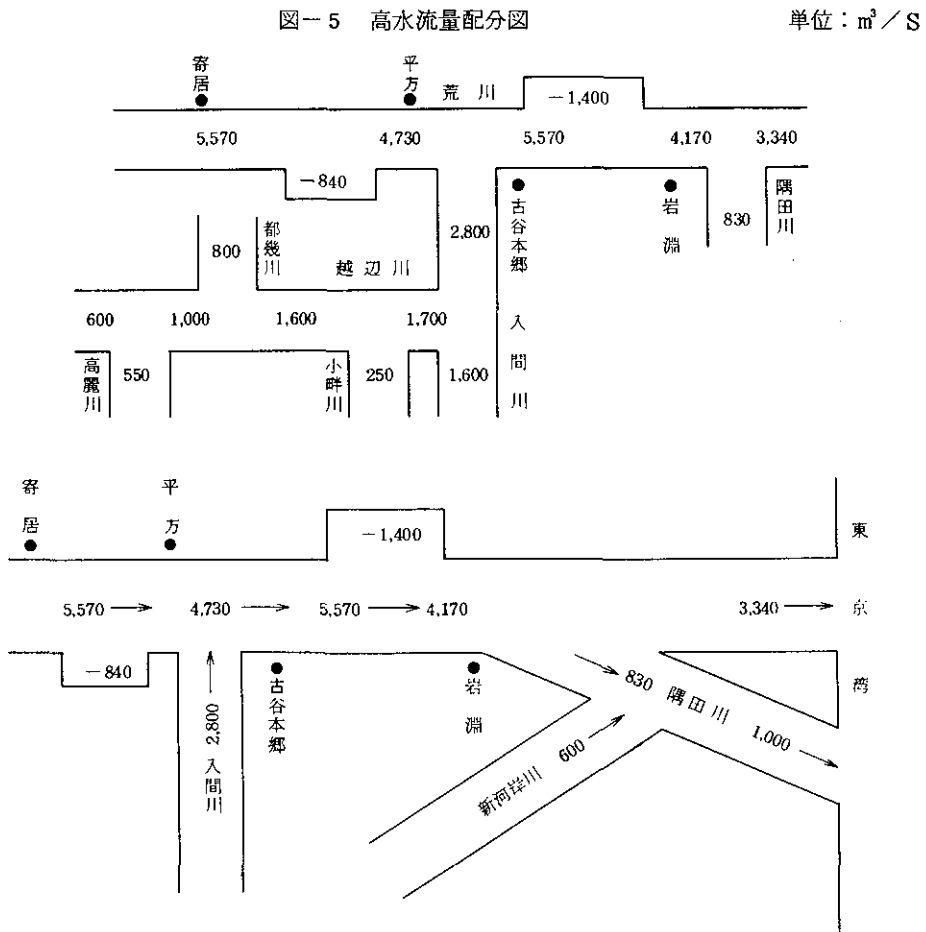 図－5 高水流量配分図
単位：m³／S
寄居
平方
荒川
－1,400
5,570
4,730
5,570
4,170
3,340
－840
都幾川
800
越辺川
2,800
古谷本郷
岩淵
830
隅田川
600
1,000
1,600
1,700
入間川
高麗川
550
小畔川
250
1,600
寄居
平方
－1,400
東京湾
5,570
4,730
5,570
4,170
3,340
－840
2,800
入間川
古谷本郷
岩淵
830 隅田川 1,000
新河岸川 600